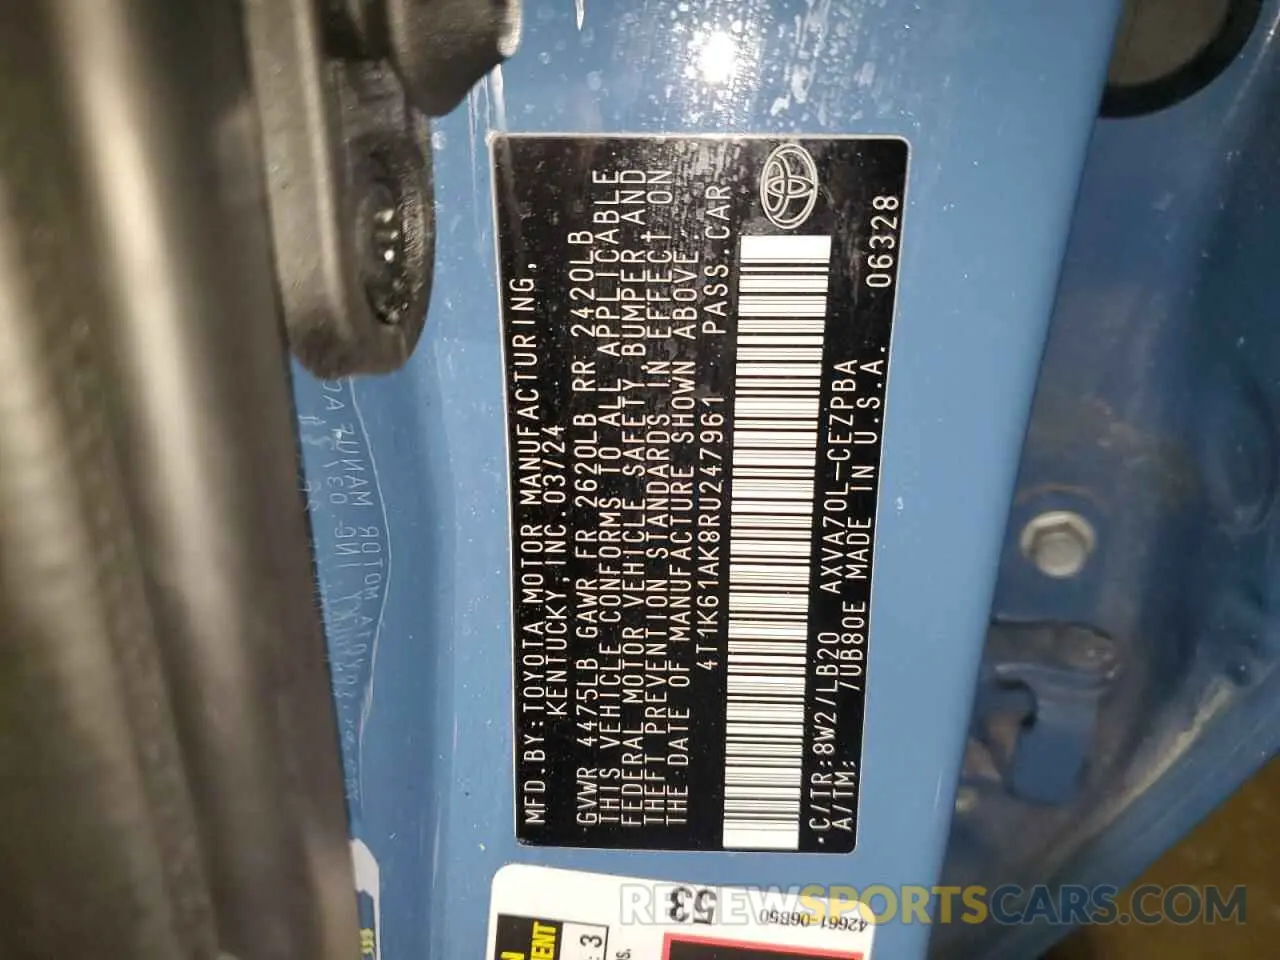 MFD.BY:TOYOTA MOTOR MANUFACTURING,
KENTUCKY,INC.03/24
GVWR 4475LB GAWR FR 2620LB RR 2420LB
THIS VEHICLE CONFORMS TO ALL APPLICABLE
FEDERAL MOTOR VEHICLE SAFETY, BUMPER, AND
THEFT PREVENTION STANDARDS IN EFFECT ON
THE DATE OF MANUFACTURE SHOWN ABOVE.
4T1K61AK8RU247961 PASS.CAR
C/TR:8W2/LB20 AXVA70L-CEZPBA 06328
A/TM: /UB80E MADE IN U.S.A.
53
42661-06B50
3
REVIEWSPORTSCARS.COM